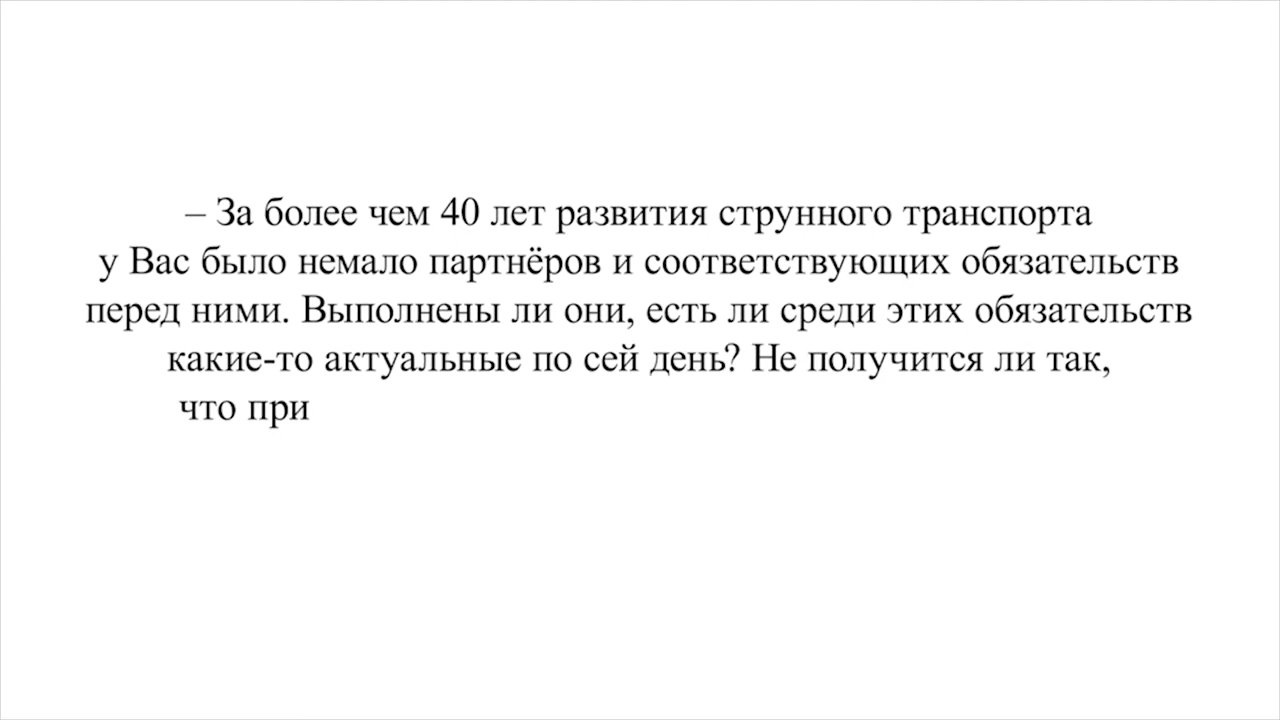 – За более чем 40 лет развития струнного транспорта
у Вас было немало партнёров и соответствующих обязательств
перед ними. Выполнены ли они, есть ли среди этих обязательств
какие-то актуальные по сей день? Не получится ли так,
что при